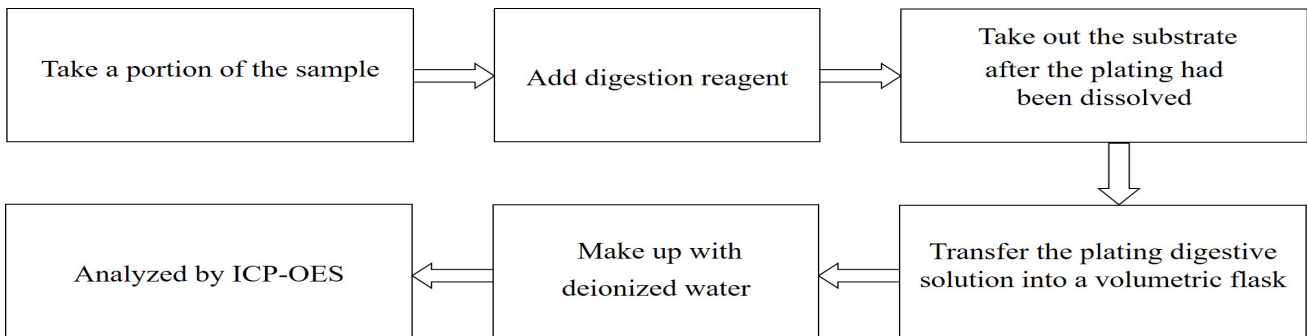 Take a portion of the sample
Add digestion reagent
Take out the substrate
after the plating had
been dissolved
Transfer the plating digestive
solution into a volumetric flask
Make up with
deionized water
Analyzed by ICP-OES